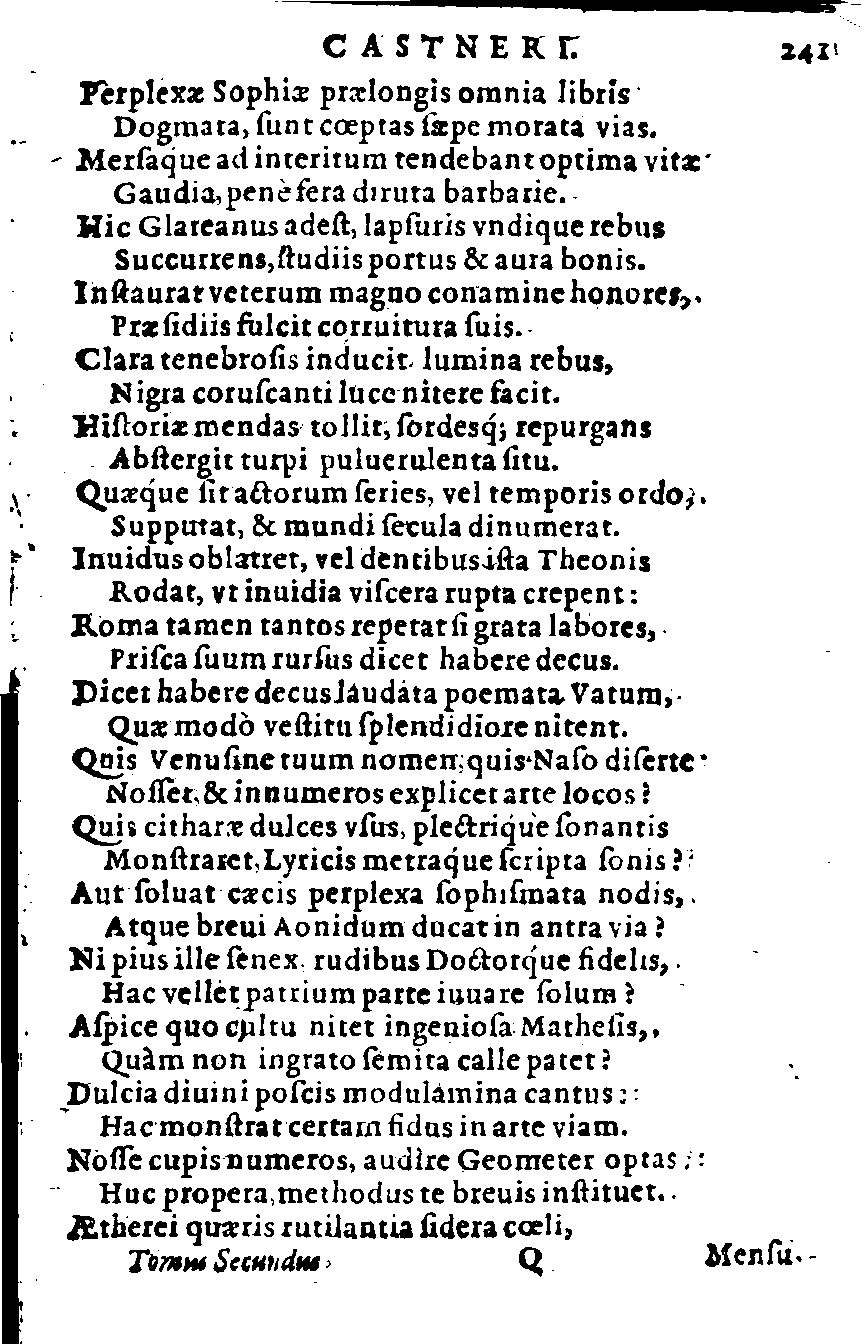 CASTNERI. 241
Perplexæ Sophiæ prælongis omnia libris
Dogmata, ſunt cœptas ſæpe morata vias.
Merſaq́ue ad interitum tendebant optima vitæ
Gaudia, penè fera diruta barbarie.
Hic Glareanus adeſt, lapſuris vndique rebus
Succurrens, ſtudiis portus & aura bonis.
Inſtaurat veterum magno conamine honores,
Præſidiis fulcit corruitura ſuis.
Clara tenebroſis inducit lumina rebus,
Nigra coruſcanti luce nitere facit.
Hiſtoriæ mendas tollit, ſordesq́; repurgans
Abſtergit turpi puluerulenta ſitu.
Quæq́ue ſit actorum ſeries, vel temporis ordo,
Supputat, & mundi ſecula dinumerat.
Inuidus oblatret, vel dentibus iſta Theonis
Rodat, vt inuidia viſcera rupta crepent:
Roma tamen tantos repetat ſi grata labores,
Priſca ſuum rurſus dicet habere decus.
Dicet habere decus laudata poemata Vatum,
Quæ modò veſtitu ſplendidiore nitent.
Quis Venuſine tuum nomen, quis Naſo diſerte
Noſſet, & innumeros explicet arte locos?
Quis citharæ dulces vſus, plectriq́ue ſonantis
Monſtraret, Lyricis metraq́ue ſcripta ſonis?
Aut ſoluat cæcis perplexa ſophiſmata nodis,
Atque breui Aonidum ducat in antra via?
Ni pius ille ſenex rudibus Doctorq́ue fidelis,
Hac vellet patrium parte iuuare ſolum?
Aſpice quo cultu nitet ingenioſa Matheſis,
Quàm non ingrato ſemita calle patet?
Dulcia diuini poſcis modulamina cantus:
Hac monſtrat certam fidus in arte viam.
Noſſe cupis numeros, audire Geometer optas:
Huc propera, methodus te breuis inſtituet.
Ætherei quæris rutilantia ſidera cœli,
Tomus Secundus Q Menſu-